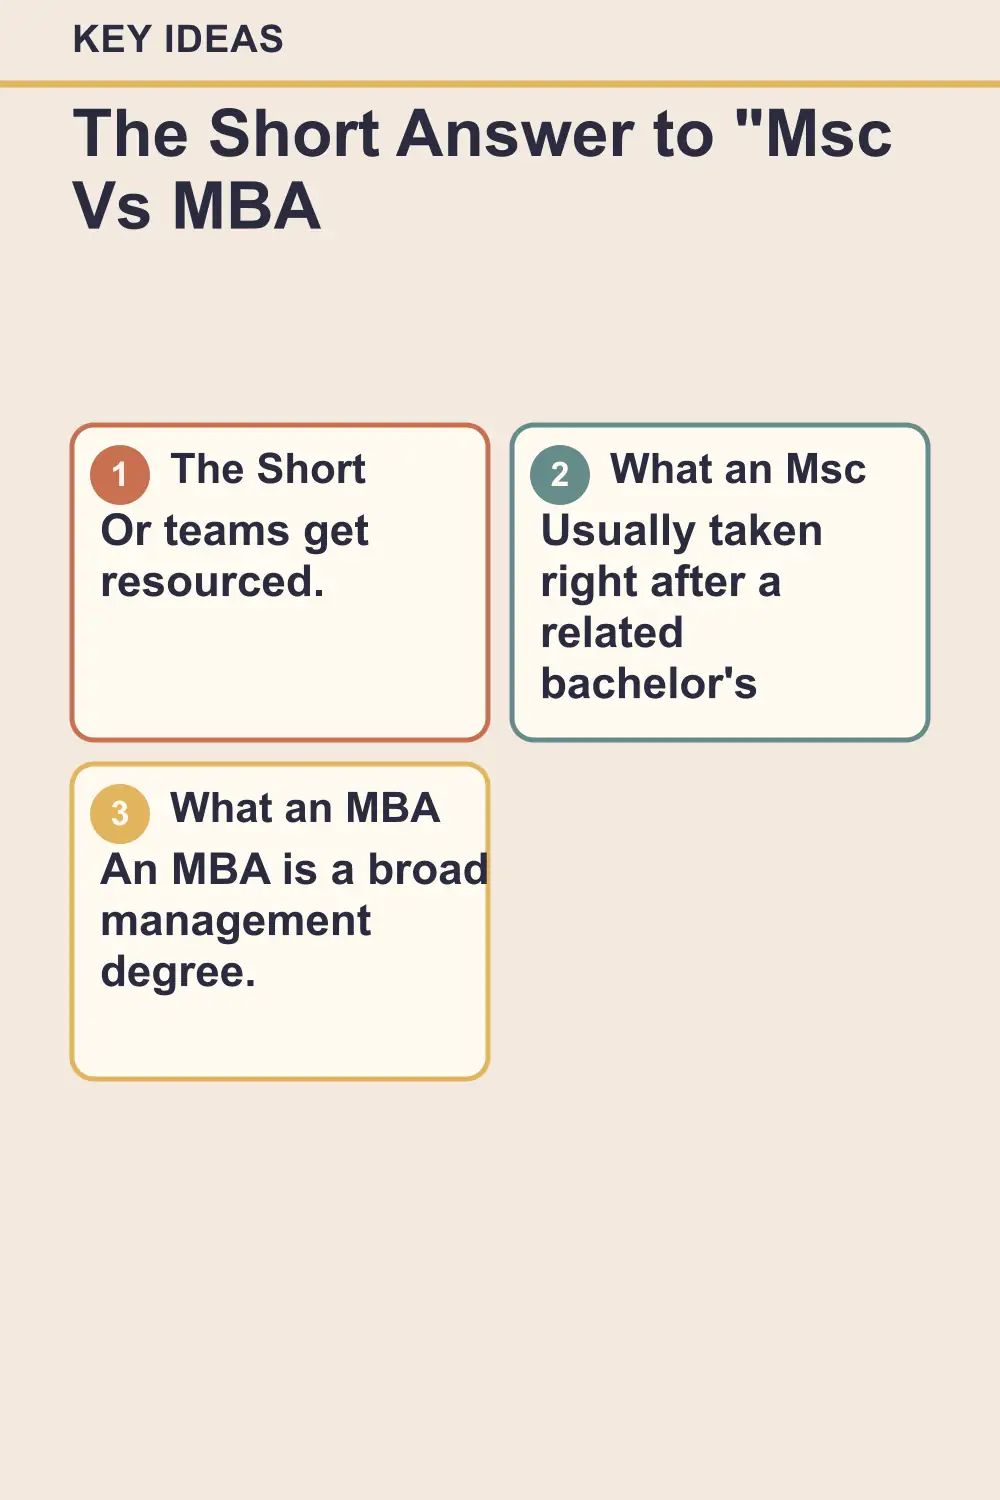 KEY IDEAS
The Short Answer to "Msc
Vs MBA
1 The Short
Or teams get
resourced.
2 What an Msc
Usually taken
right after a
related
bachelor's
3 What an MBA
An MBA is a broad
management
degree.